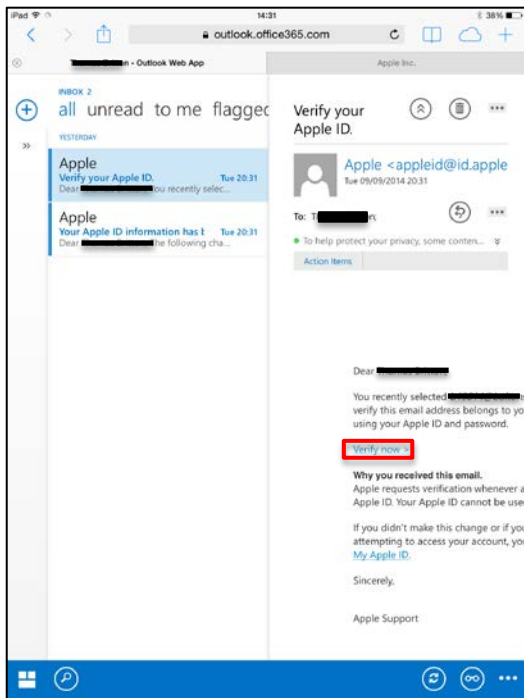 iPad
14:31
38%
outlook.office365.com
n - Outlook Web App
Apple Inc.
INBOX 2
all unread to me flagged
YESTERDAY
Apple
Verify your Apple ID. Tue 20:31
Dear You recently selec...
Apple
Your Apple ID information has b Tue 20:31
Dear The following cha...
Verify your
Apple ID.
Apple <appleid@id.apple
Tue 09/09/2014 20:31
To: T n;
To help protect your privacy, some conten...
Action Items
Dear
You recently selected
verify this email address belongs to yo
using your Apple ID and password.
Verify now >
Why you received this email.
Apple requests verification whenever a
Apple ID. Your Apple ID cannot be use
If you didn't make this change or if you
attempting to access your account, you
My Apple ID.
Sincerely,
Apple Support